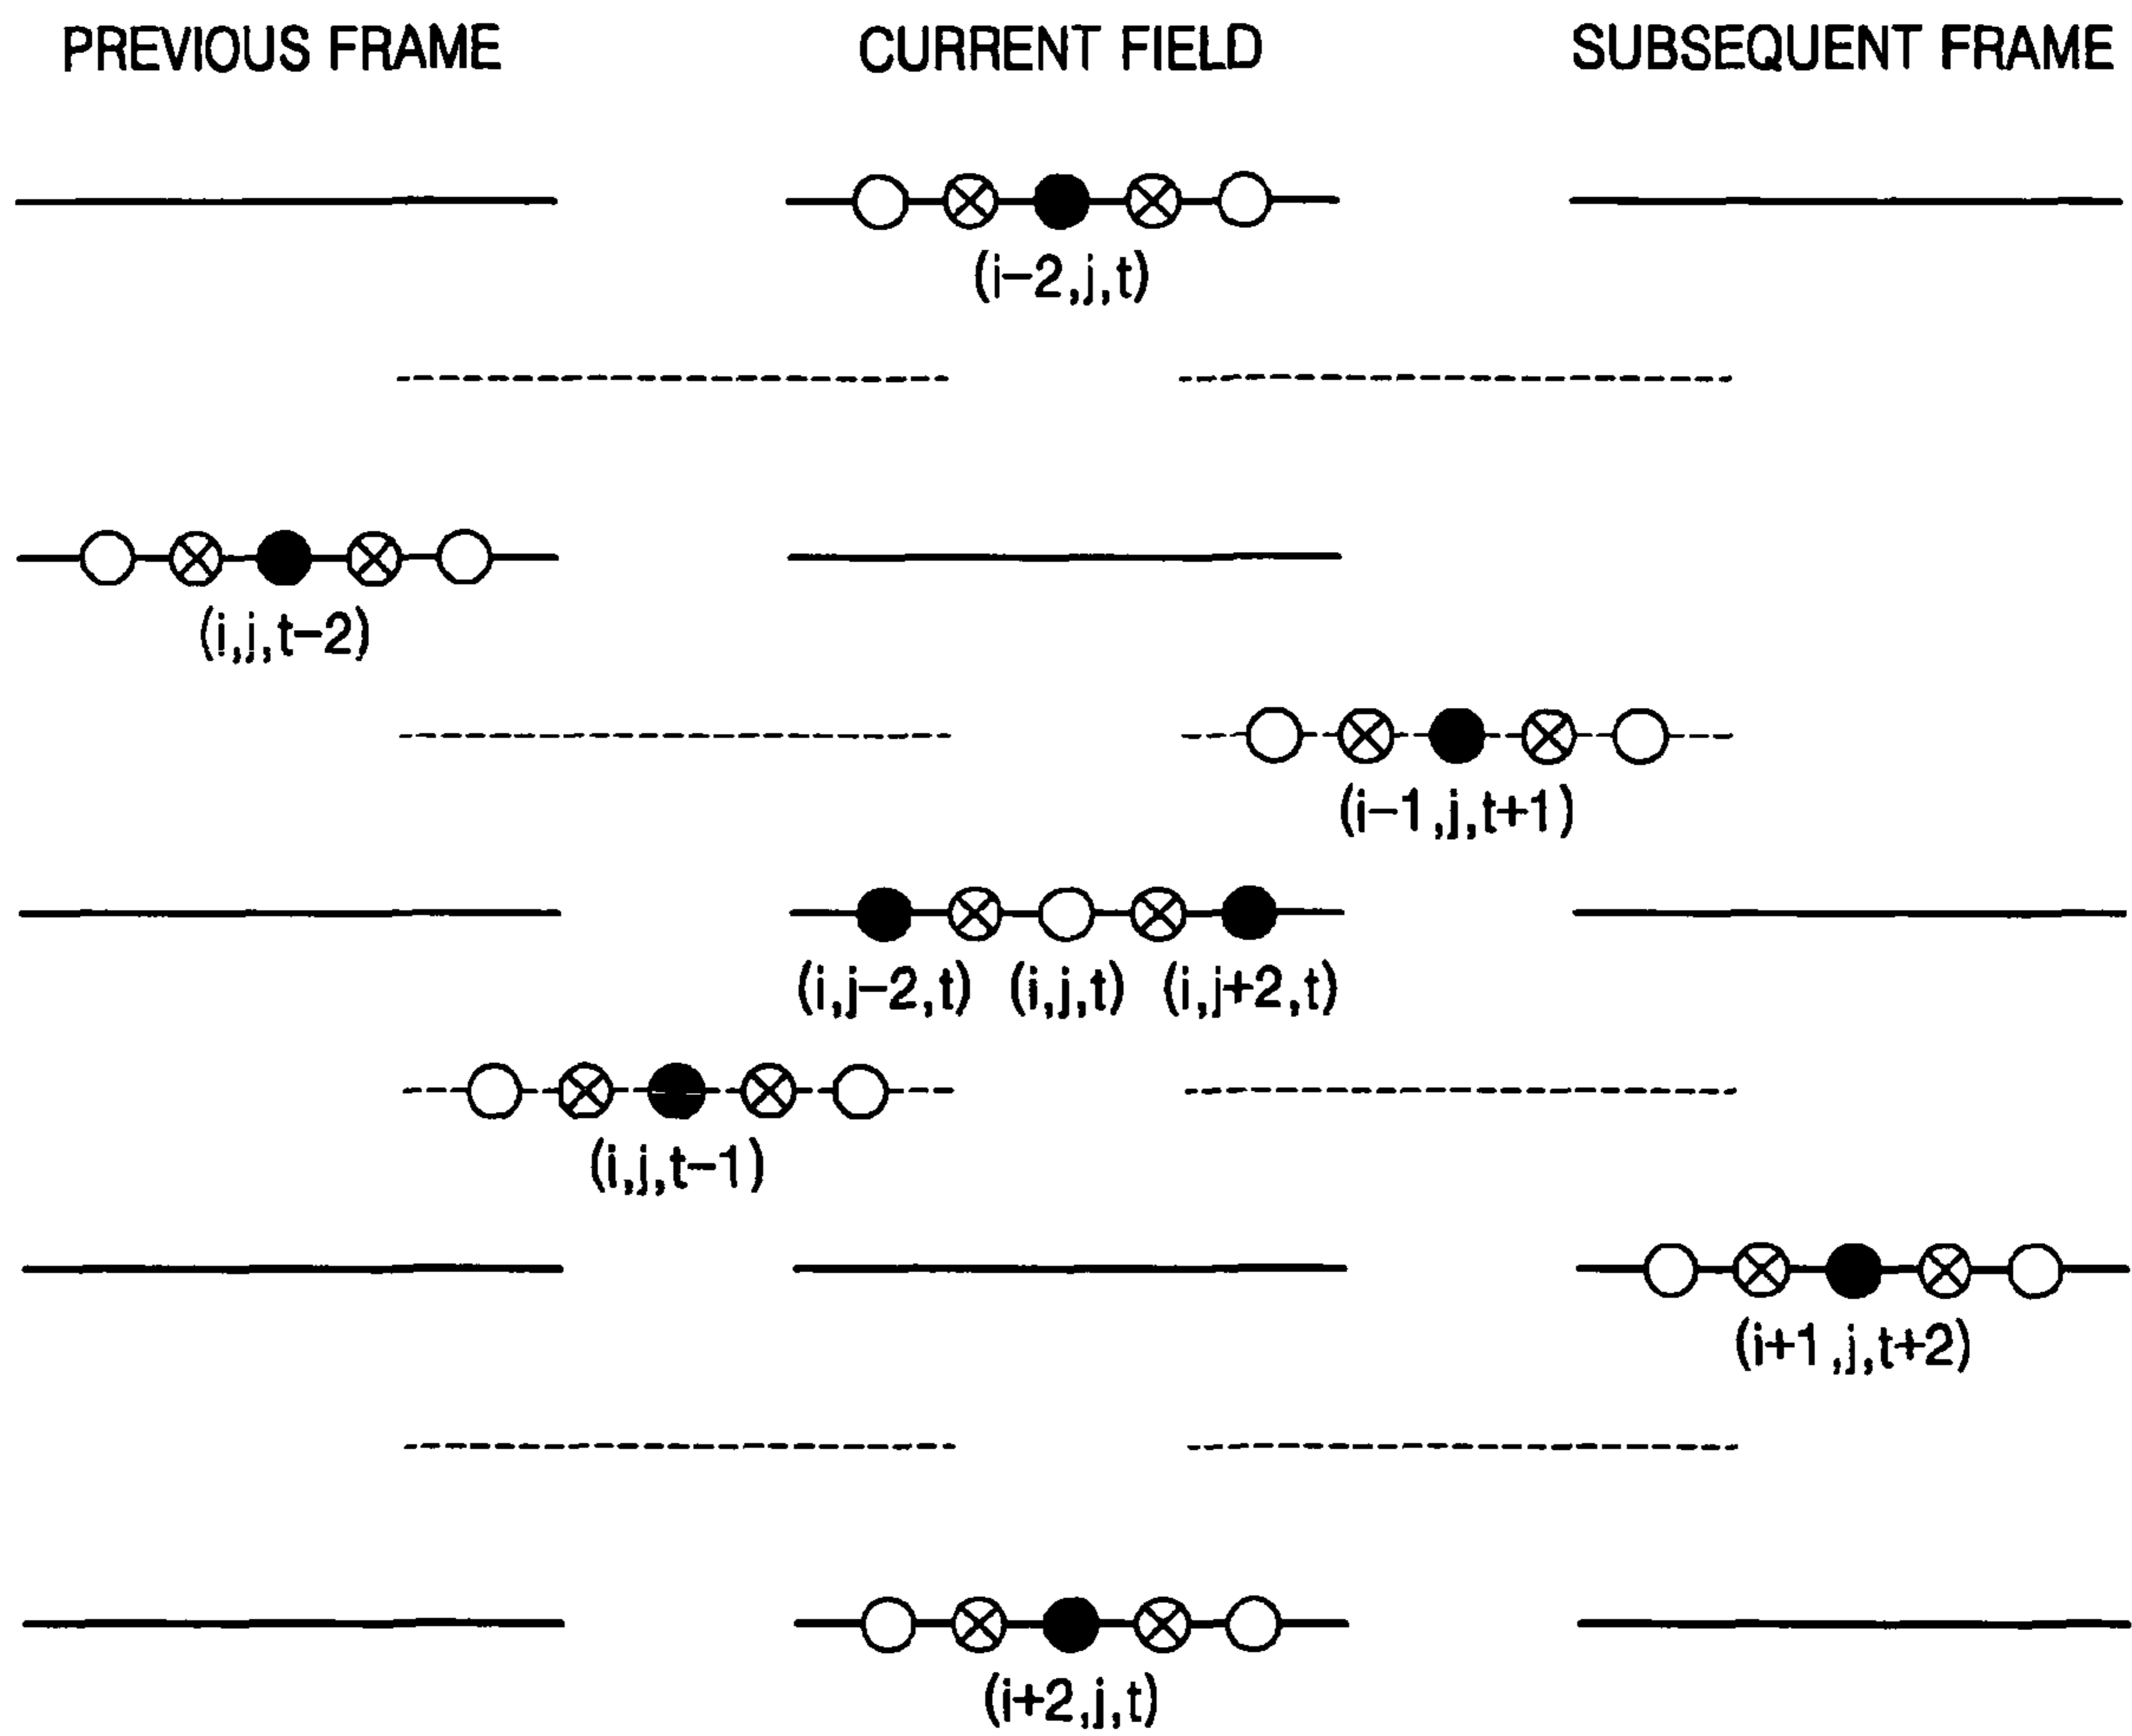 PREVIOUS FRAME CURRENT FIELD SUBSEQUENT FRAME
(i-2,j,t)
(i,j,t-2)
(i-1,j,t+1)
(i,j-2,t) (i,j,t) (i,j+2,t)
(i,j,t-1)
(i+1,j,t+2)
(i+2,j,t)